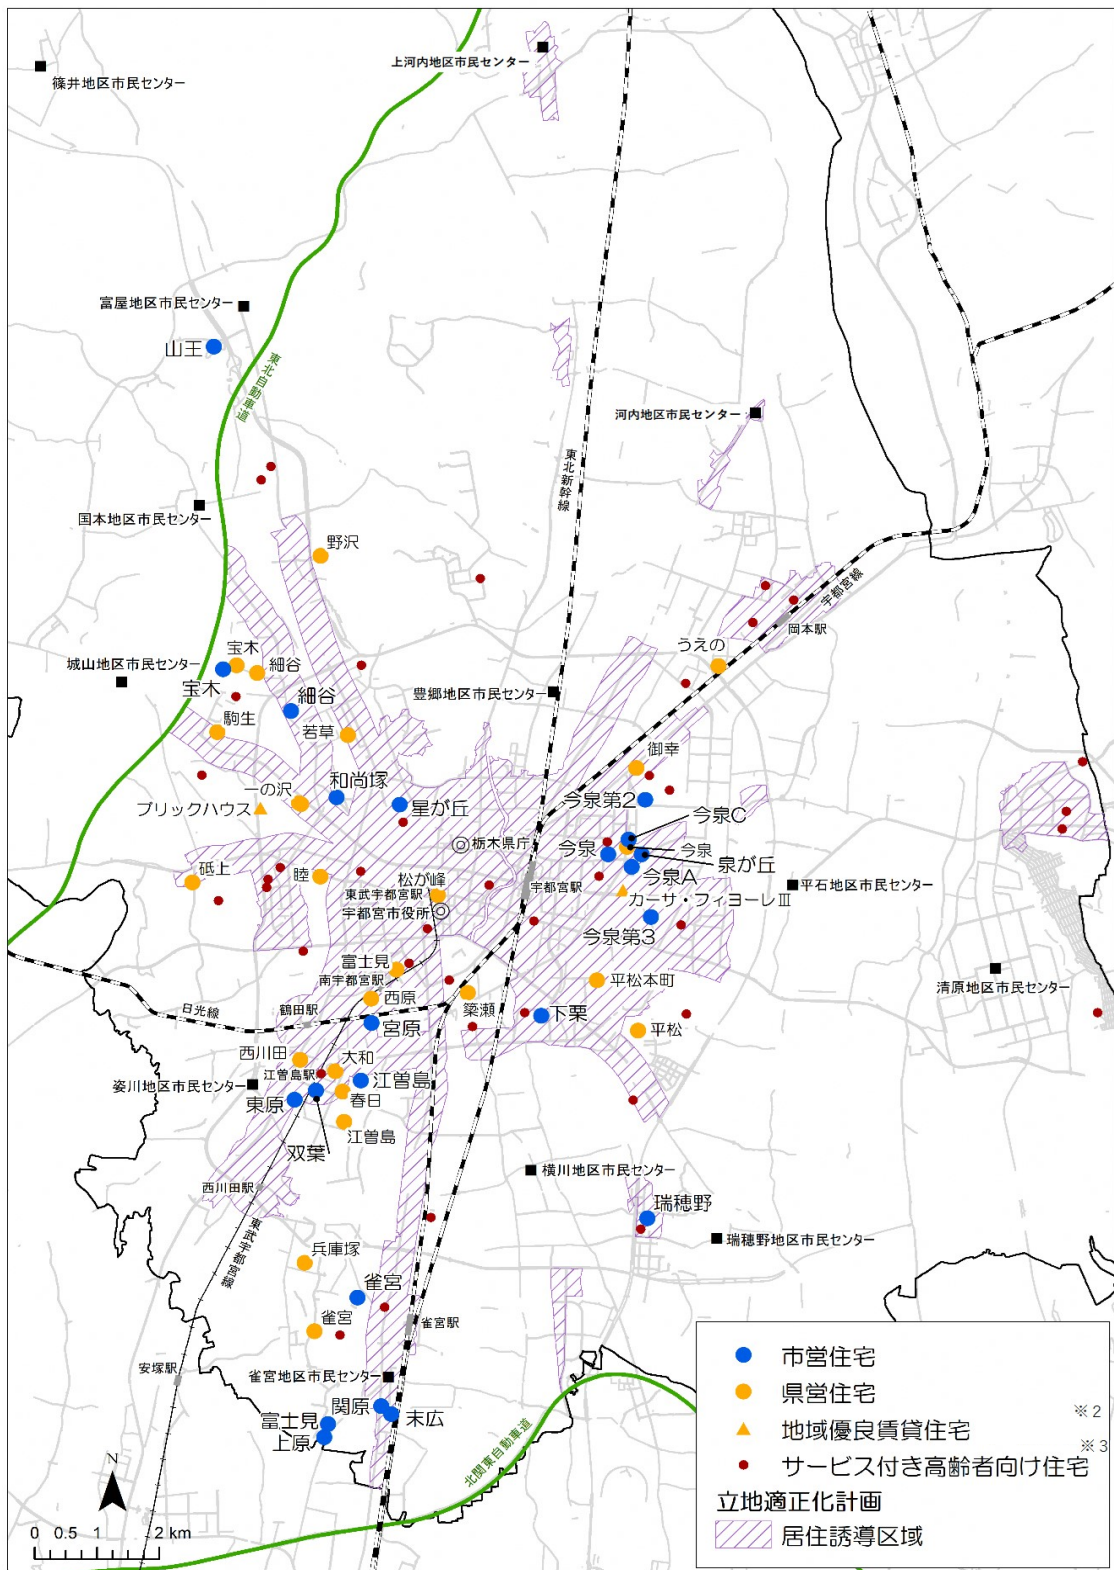 上河内地区市民センター
篠井地区市民センター
富屋地区市民センター
山王
東北自動車道
河内地区市民センター
東北新幹線
国本地区市民センター
野沢
宇都宮線
岡本駅
うえの
宝木
細谷
城山地区市民センター
宝木
豊郷地区市民センター
細谷
駒生
若草
御幸
和尚塚
一の沢
ブリックハウス
星が丘
今泉第2
今泉C
栃木県庁
今泉
今泉
泉が丘
砥上
睦
松が峰
宇都宮駅
今泉A
平石地区市民センター
東武宇都宮駅
カーサ・フィヨーレⅢ
宇都宮市役所
今泉第3
富士見
南宇都宮駅
平松本町
清原地区市民センター
西原
簗瀬
日光線
鶴田駅
宮原
下栗
平松
西川田
大和
江曽島駅
江曽島
姿川地区市民センター
東原
春日
江曽島
双葉
横川地区市民センター
西川田駅
瑞穂野
東武宇都宮線
瑞穂野地区市民センター
兵庫塚
雀宮
雀宮
雀宮駅
安塚駅
雀宮地区市民センター
関原
末広
富士見
上原
北関東自動車道
N
0 0.5 1 2 km
市営住宅
県営住宅
※2
地域優良賃貸住宅
※3
サービス付き高齢者向け住宅
立地適正化計画
居住誘導区域